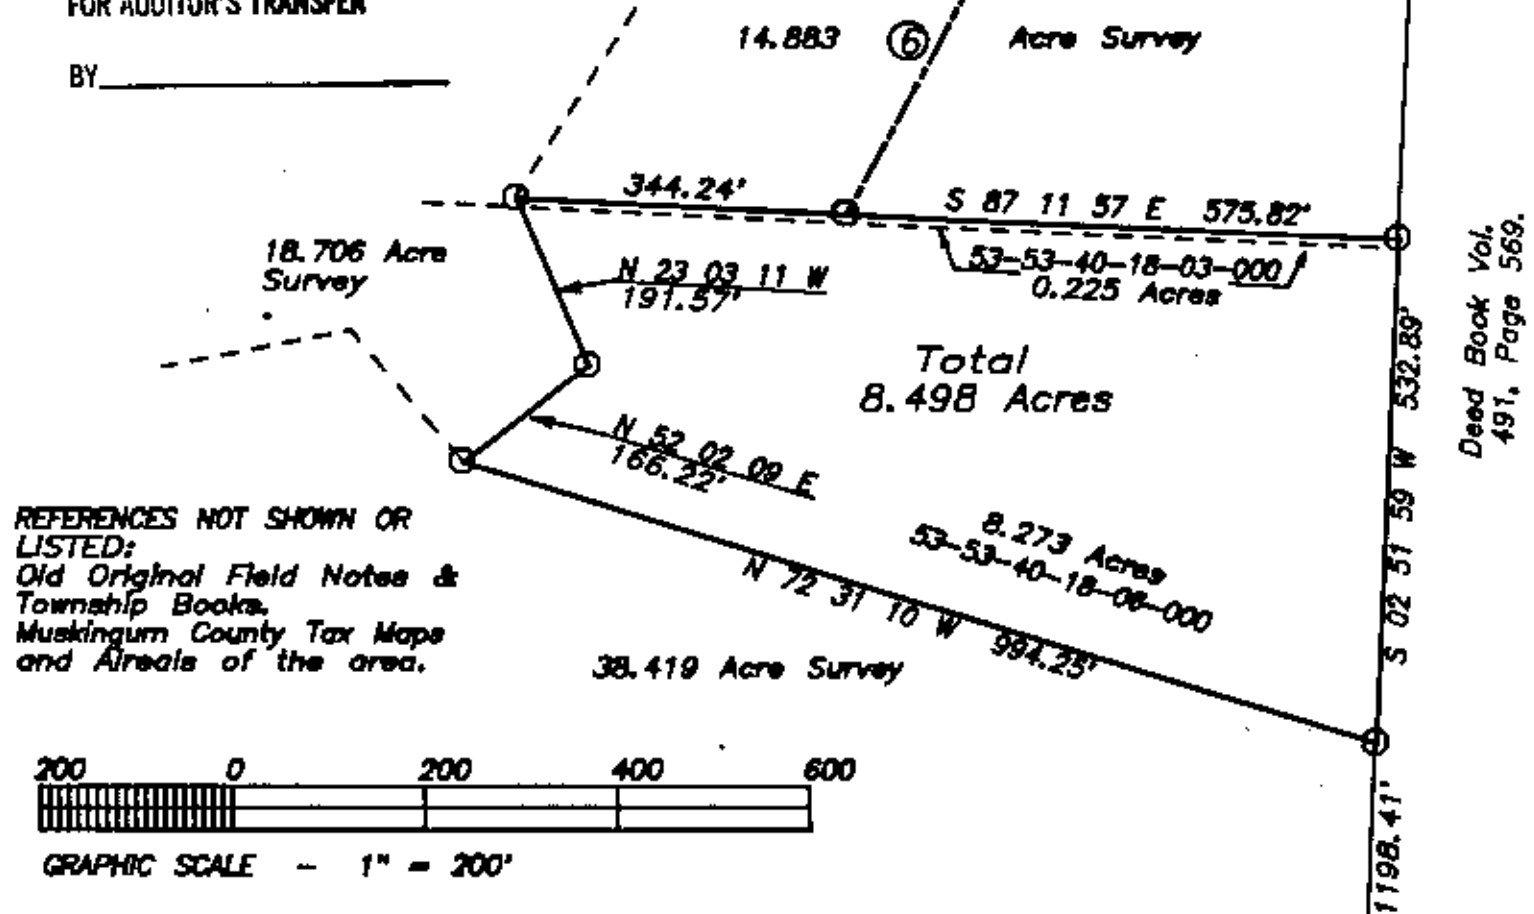 FOR AUDITOR'S TRANSFER
BY
14.883 6 Acre Survey
344.24'
S 87 11 57 E 575.82'
53-53-40-18-03-000
0.225 Acres
18.706 Acre
Survey
N 23 03 11 W
191.57'
Total
8.498 Acres
N 52 02 09 E
166.22'
8.273 Acres
53-53-40-18-06-000
N 72 31 10 W 994.25'
38.419 Acre Survey
S 02 51 59 W 532.89'
Deed Book Vol.
491, Page 569.
1198.41'
REFERENCES NOT SHOWN OR
LISTED:
Old Original Field Notes &
Township Books.
Muskingum County Tax Maps
and Aireals of the area.
200 0 200 400 600
GRAPHIC SCALE - 1" = 200'